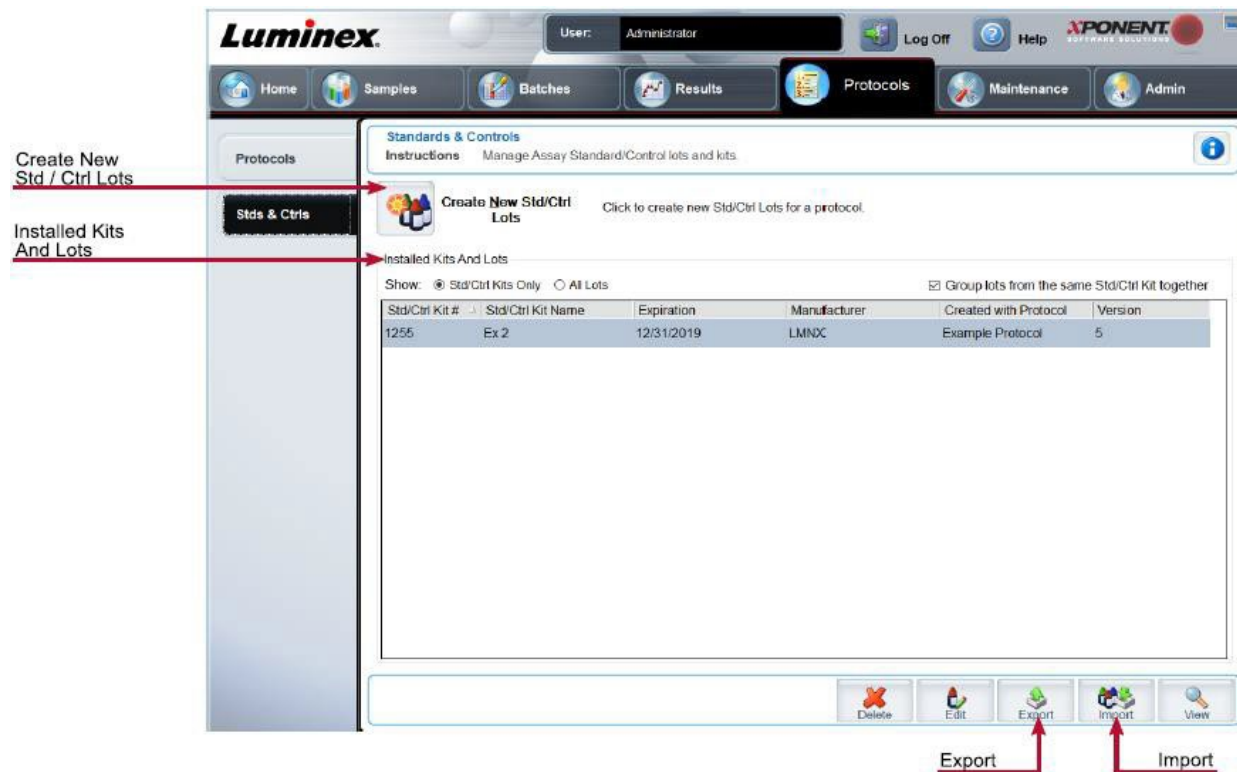 Luminex.
User: Administrator
Log Off
Help
XPONENT.
SOFTWARE SOLUTIONS
Home
Samples
Batches
Results
Protocols
Maintenance
Admin
Create New
Std / Ctrl Lots
Installed Kits
And Lots
Protocols
Stds & Ctrls
Standards & Controls
Instructions Manage Assay Standard/Control lots and kits.
Create New Std/Ctrl
Lots
Click to create new Std/Ctrl Lots for a protocol.
Installed Kits And Lots
Show: Std/Ctrl Kits Only All Lots
Group lots from the same Std/Ctrl Kit together
Std/Ctrl Kit # Std/Ctrl Kit Name Expiration Manufacturer Created with Protocol Version
1255 Ex 2 12/31/2019 LMNX Example Protocol 5
Delete
Edit
Export
Import
View
Export
Import